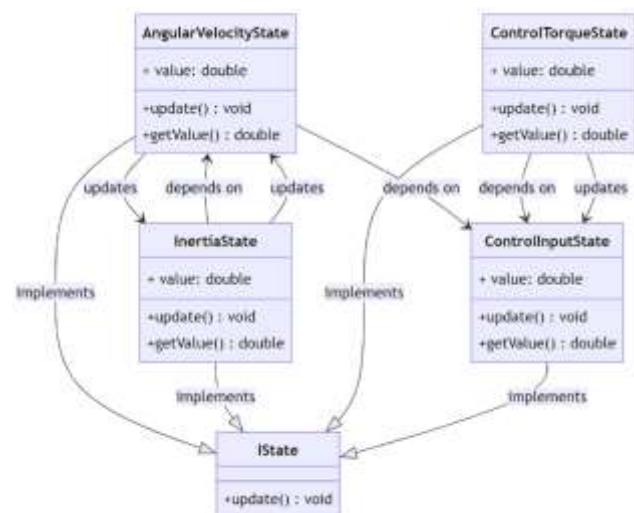 AngularVelocityState
+ value: double
+update() : void
+getValue() : double
ControlTorqueState
+ value: double
+update() : void
+getValue() : double
updates
depends on
updates
depends on
depends on
updates
InertiaState
+ value: double
+update() : void
+getValue() : double
ControlInputState
+ value: double
+update() : void
+getValue() : double
Implements
Implements
Implements
Implements
IState
+update() : void